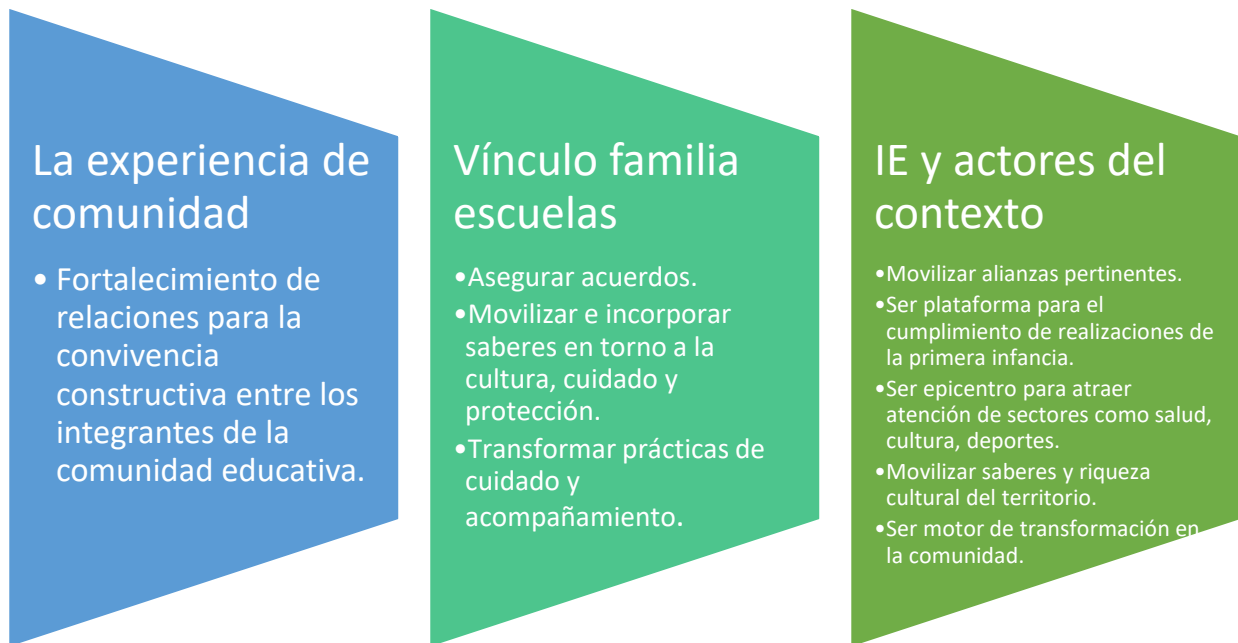 La experiencia de
comunidad
• Fortalecimiento de
relaciones para la
convivencia
constructiva entre los
integrantes de la
comunidad educativa.
Vínculo familia
escuelas
•Asegurar acuerdos.
•Movilizar e incorporar
saberes en torno a la
cultura, cuidado y
protección.
•Transformar prácticas de
cuidado y
acompañamiento.
IE y actores del
contexto
•Movilizar alianzas pertinentes.
•Ser plataforma para el
cumplimiento de realizaciones de
la primera infancia.
•Ser epicentro para atraer
atención de sectores como salud,
cultura, deportes.
•Movilizar saberes y riqueza
cultural del territorio.
•Ser motor de transformación en
la comunidad.